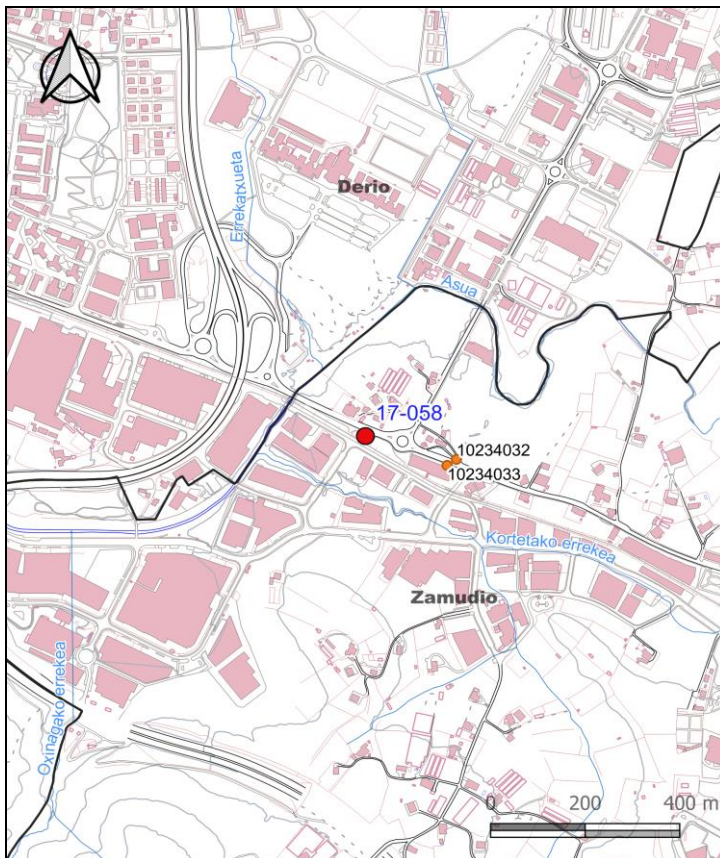 Derio
Errekatxueta
Asua
17-058
10234032
10234033
Kortetako errekea
Zamudio
Oxinagako errekea
0 200 400 m